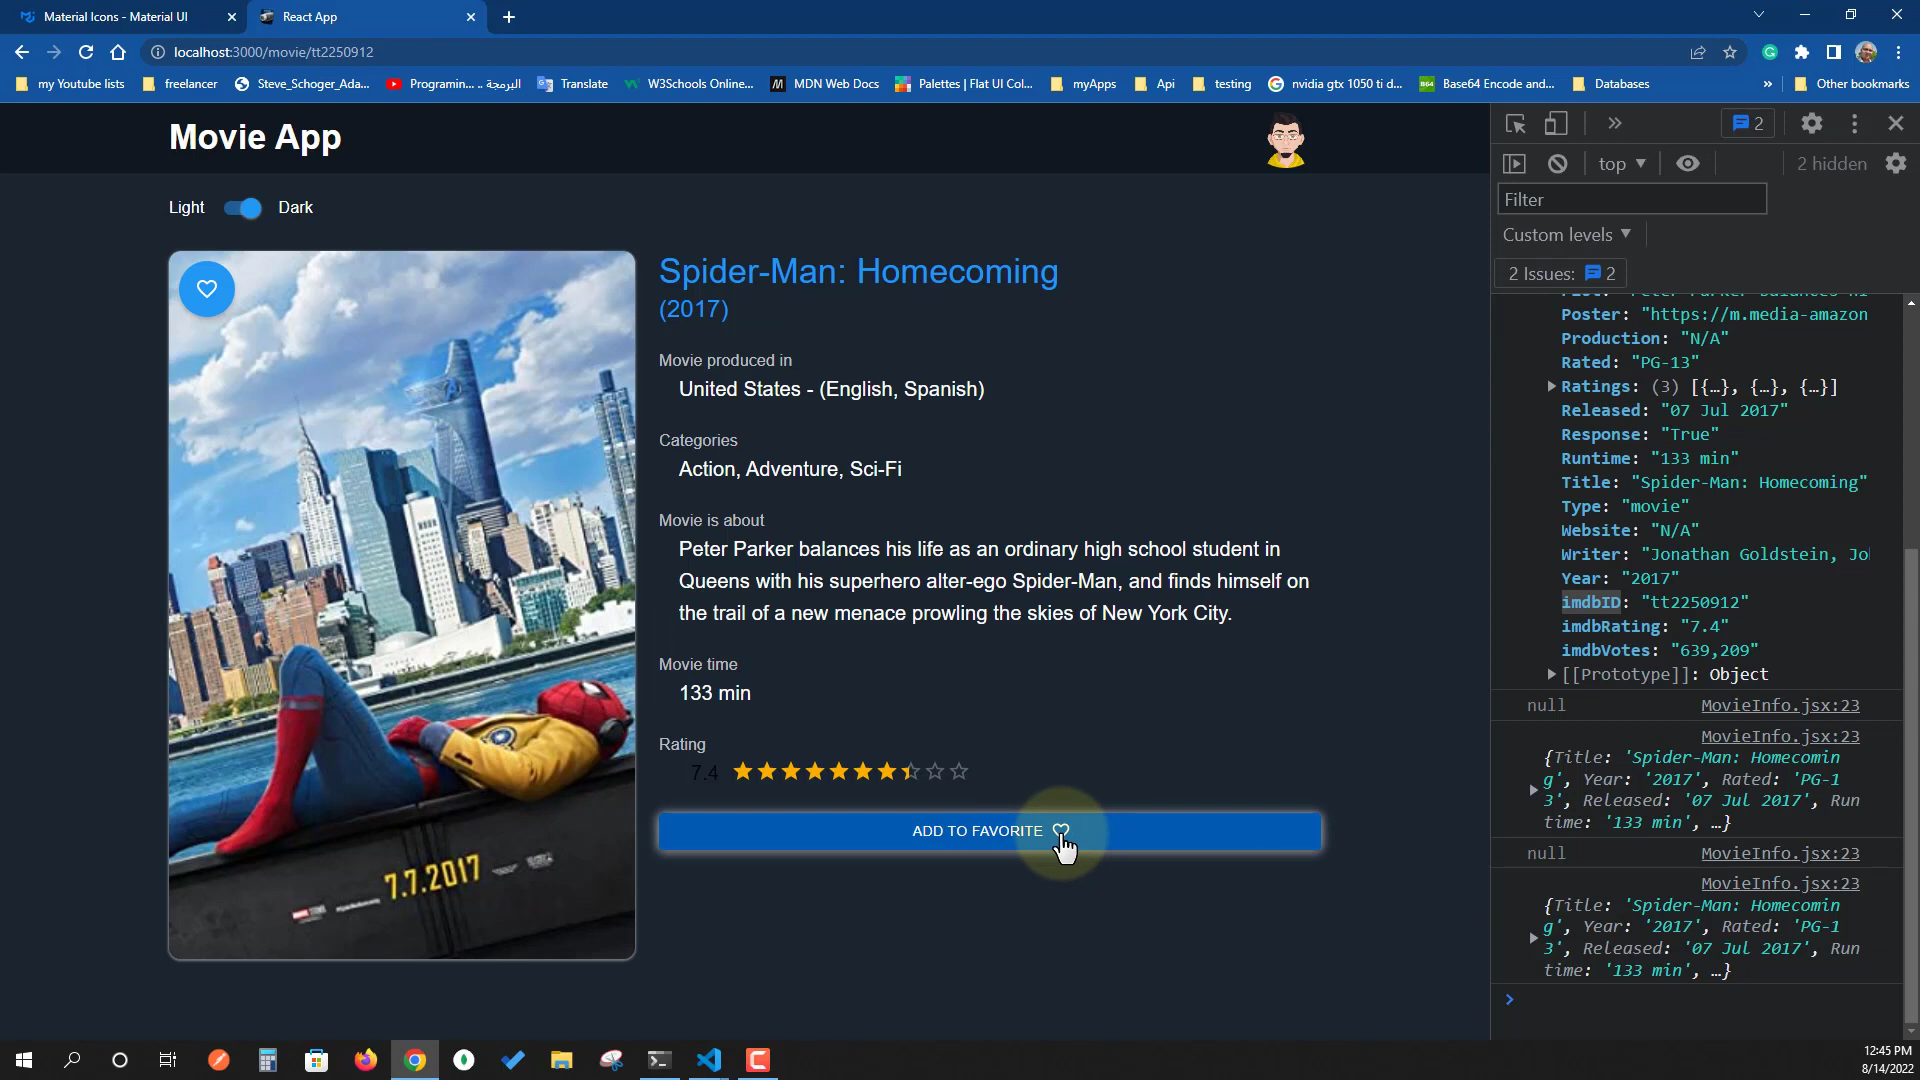 Material Icons - Material UI
React App
localhost:3000/movie/tt2250912
my Youtube lists
freelancer
Steve_Schoger_Ada...
Programin... .. البرمجة
Translate
W3Schools Online...
MDN Web Docs
Palettes | Flat UI Col...
myApps
Api
testing
nvidia gtx 1050 ti d...
Base64 Encode and...
Databases
»
Other bookmarks
Movie App
Light
Dark
Spider-Man: Homecoming
(2017)
Movie produced in
United States - (English, Spanish)
Categories
Action, Adventure, Sci-Fi
Movie is about
Peter Parker balances his life as an ordinary high school student in
Queens with his superhero alter-ego Spider-Man, and finds himself on
the trail of a new menace prowling the skies of New York City.
Movie time
133 min
Rating
7.4
ADD TO FAVORITE
7.7.2017
2
top
2 hidden
Filter
Custom levels
2 Issues: 2
Poster: "https://m.media-amazon
Production: "N/A"
Rated: "PG-13"
Ratings: (3) [{…}, {…}, {…}]
Released: "07 Jul 2017"
Response: "True"
Runtime: "133 min"
Title: "Spider-Man: Homecoming"
Type: "movie"
Website: "N/A"
Writer: "Jonathan Goldstein, Jo
Year: "2017"
imdbID: "tt2250912"
imdbRating: "7.4"
imdbVotes: "639,209"
[[Prototype]]: Object
null MovieInfo.jsx:23
MovieInfo.jsx:23
{Title: 'Spider-Man: Homecomin
g', Year: '2017', Rated: 'PG-1
3', Released: '07 Jul 2017', Run
time: '133 min', …}
null MovieInfo.jsx:23
MovieInfo.jsx:23
{Title: 'Spider-Man: Homecomin
g', Year: '2017', Rated: 'PG-1
3', Released: '07 Jul 2017', Run
time: '133 min', …}
12:45 PM
8/14/2022